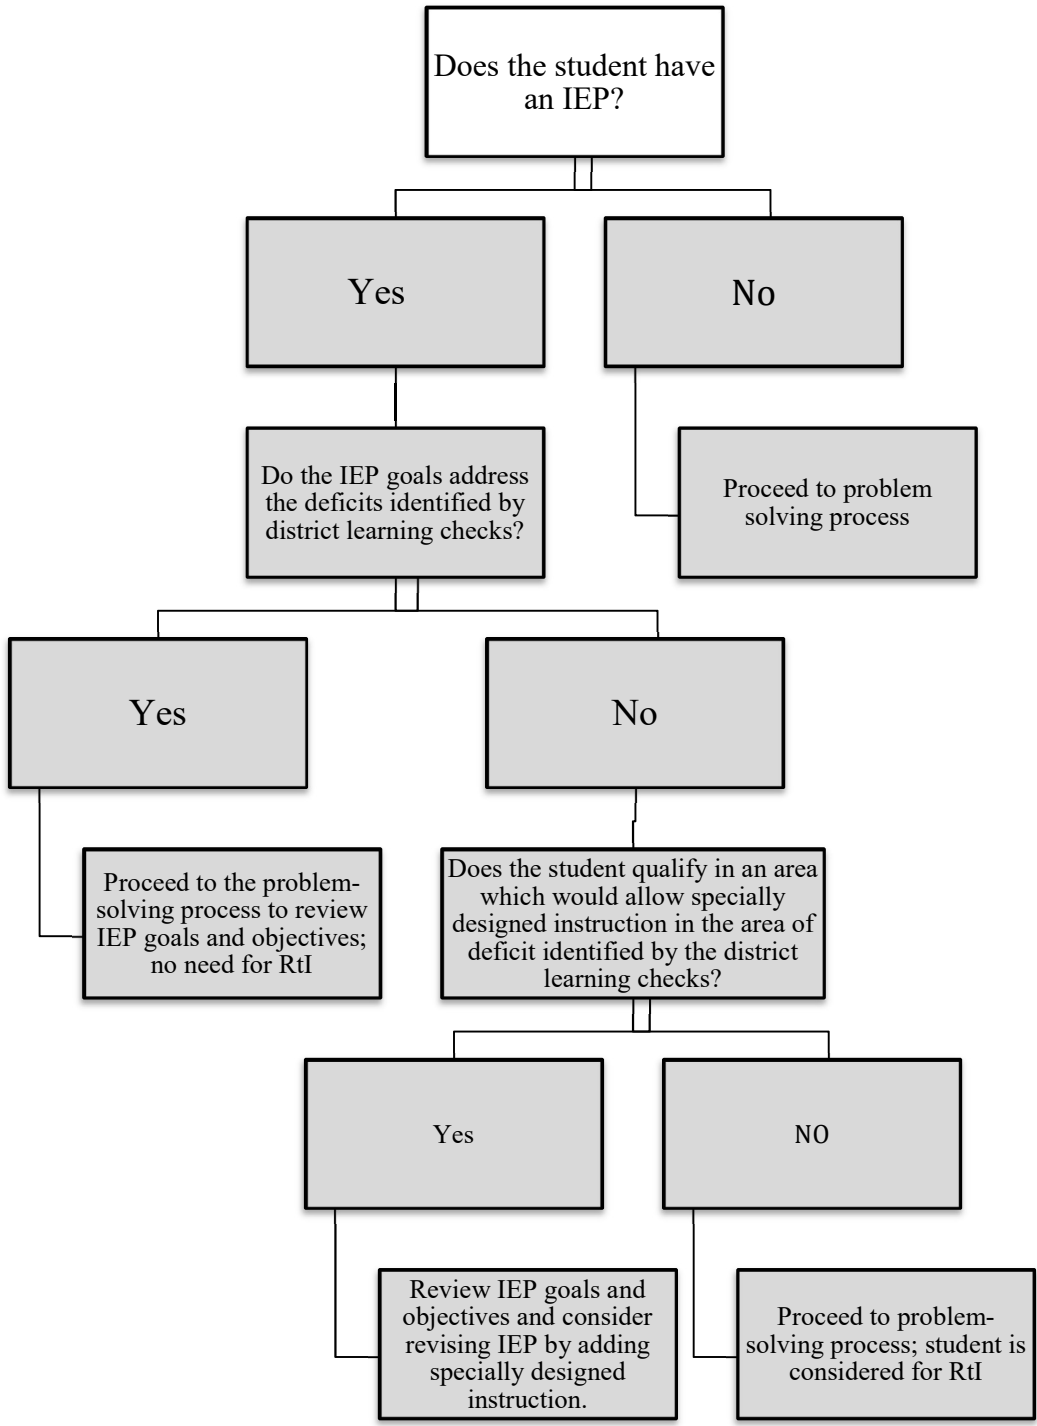 Does the student have
an IEP?
Yes
No
Do the IEP goals address
the deficits identified by
district learning checks?
Proceed to problem
solving process
Yes
No
Proceed to the problem-
solving process to review
IEP goals and objectives;
no need for RtI
Does the student qualify in an area
which would allow specially
designed instruction in the area of
deficit identified by the district
learning checks?
Yes
NO
Review IEP goals and
objectives and consider
revising IEP by adding
specially designed
instruction.
Proceed to problem-
solving process; student is
considered for RtI